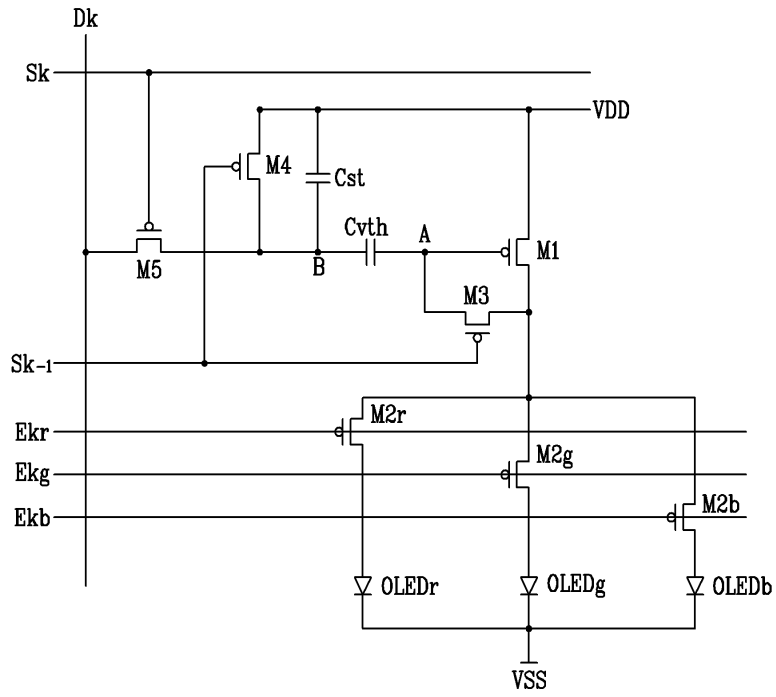 Dk
Sk
VDD
M4
Cst
Cvth
A
M1
M5
B
M3
Sk-1
M2r
Ekr
M2g
Ekg
M2b
Ekb
OLEDr
OLEDg
OLEDb
VSS